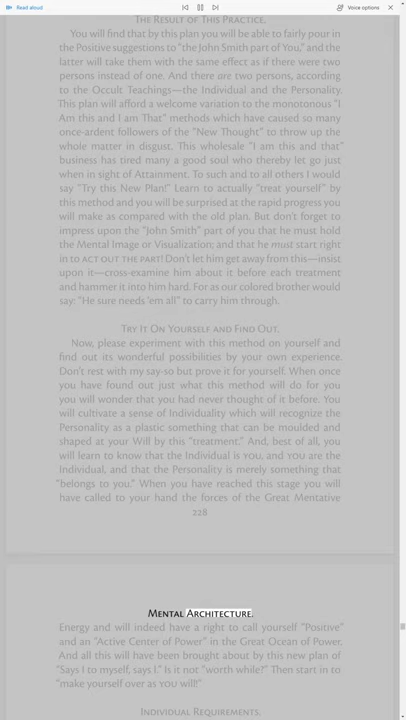 Read aloud
Voice options
The Result of This Practice.
You will find that by this plan you will be able to fairly pour in
the Positive suggestions to “the John Smith part of You,” and the
latter will take them with the same effect as if there were two
persons instead of one. And there are two persons, according
to the Occult Teachings—the Individual and the Personality.
This plan will afford a welcome variation to the monotonous “I
Am this and I am That” methods which have caused so many
once-ardent followers of the “New Thought” to throw up the
whole matter in disgust. This wholesale “I am this and that”
business has tired many a good soul who thereby let go just
when in sight of Attainment. To such and to all others I would
say “Try this New Plan!” Learn to actually “treat yourself” by
this method and you will be surprised at the rapid progress you
will make as compared with the old plan. But don’t forget to
impress upon the “John Smith” part of you that he must hold
the Mental Image or Visualization; and that he must start right
in to act out the part! Don’t let him get away from this—insist
upon it—cross-examine him about it before each treatment
and hammer it into him hard. For as our colored brother would
say: “He sure needs ’em all” to carry him through.
Try It On Yourself and Find Out.
Now, please experiment with this method on yourself and
find out its wonderful possibilities by your own experience.
Don’t rest with my say-so but prove it for yourself. When once
you have found out just what this method will do for you
you will wonder that you had never thought of it before. You
will cultivate a sense of Individuality which will recognize the
Personality as a plastic something that can be moulded and
shaped at your Will by this “treatment.” And, best of all, you
will learn to know that the Individual is you, and you are the
Individual, and that the Personality is merely something that
“belongs to you.” When you have reached this stage you will
have called to your hand the forces of the Great Mentative
228
Mental Architecture.
Energy and will indeed have a right to call yourself “Positive”
and an “Active Center of Power” in the Great Ocean of Power.
And all this will have been brought about by this new plan of
“Says I to myself, says I.” Is it not “worth while?” Then start in to
“make yourself over as you will!”
Individual Requirements.